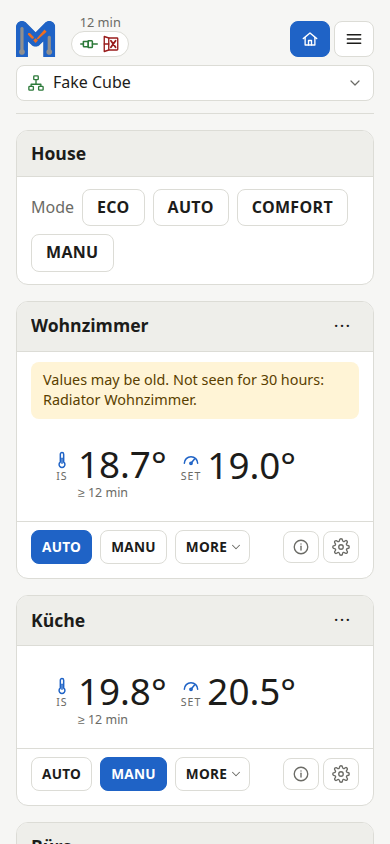 12 min
Fake Cube
House
Mode ECO AUTO COMFORT
MANU
Wohnzimmer ...
Values may be old. Not seen for 30 hours:
Radiator Wohnzimmer.
IS 18.7° SET 19.0°
≥ 12 min
AUTO MANU MORE
Küche ...
IS 19.8° SET 20.5°
≥ 12 min
AUTO MANU MORE